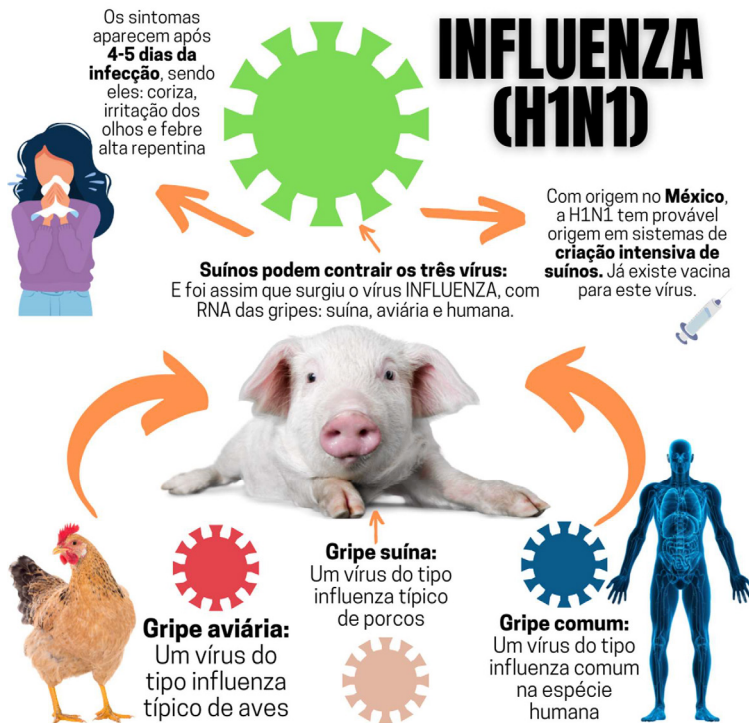 Os sintomas
aparecem após
4-5 dias da
infecção, sendo
eles: coriza,
irritação dos
olhos e febre
alta repentina
INFLUENZA
(H1N1)
Com origem no México,
a H1N1 tem provável
origem em sistemas de
criação intensiva de
suínos. Já existe vacina
para este vírus.
Suínos podem contrair os três vírus:
E foi assim que surgiu o vírus INFLUENZA, com
RNA das gripes: suína, aviária e humana.
Gripe aviária:
Um vírus do
tipo influenza
típico de aves
Gripe suína:
Um vírus do tipo
influenza típico
de porcos
Gripe comum:
Um vírus do tipo
influenza comum
na espécie
humana